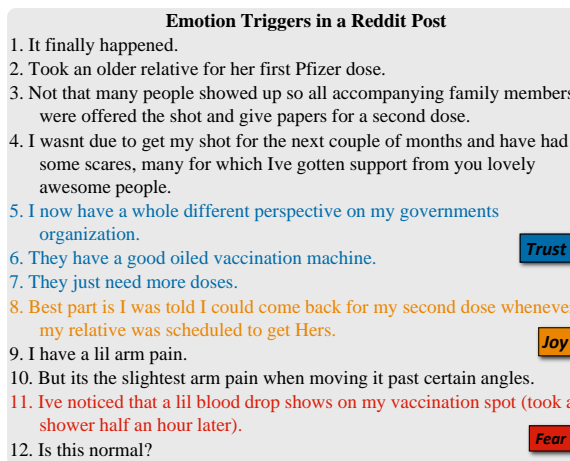 Emotion Triggers in a Reddit Post
1. It finally happened.
2. Took an older relative for her first Pfizer dose.
3. Not that many people showed up so all accompanying family members
were offered the shot and give papers for a second dose.
4. I wasnt due to get my shot for the next couple of months and have had
some scares, many for which Ive gotten support from you lovely
awesome people.
5. I now have a whole different perspective on my governments
organization.
6. They have a good oiled vaccination machine.
Trust
7. They just need more doses.
8. Best part is I was told I could come back for my second dose whenever
my relative was scheduled to get Hers.
Joy
9. I have a lil arm pain.
10. But its the slightest arm pain when moving it past certain angles.
11. Ive noticed that a lil blood drop shows on my vaccination spot (took a
shower half an hour later).
Fear
12. Is this normal?